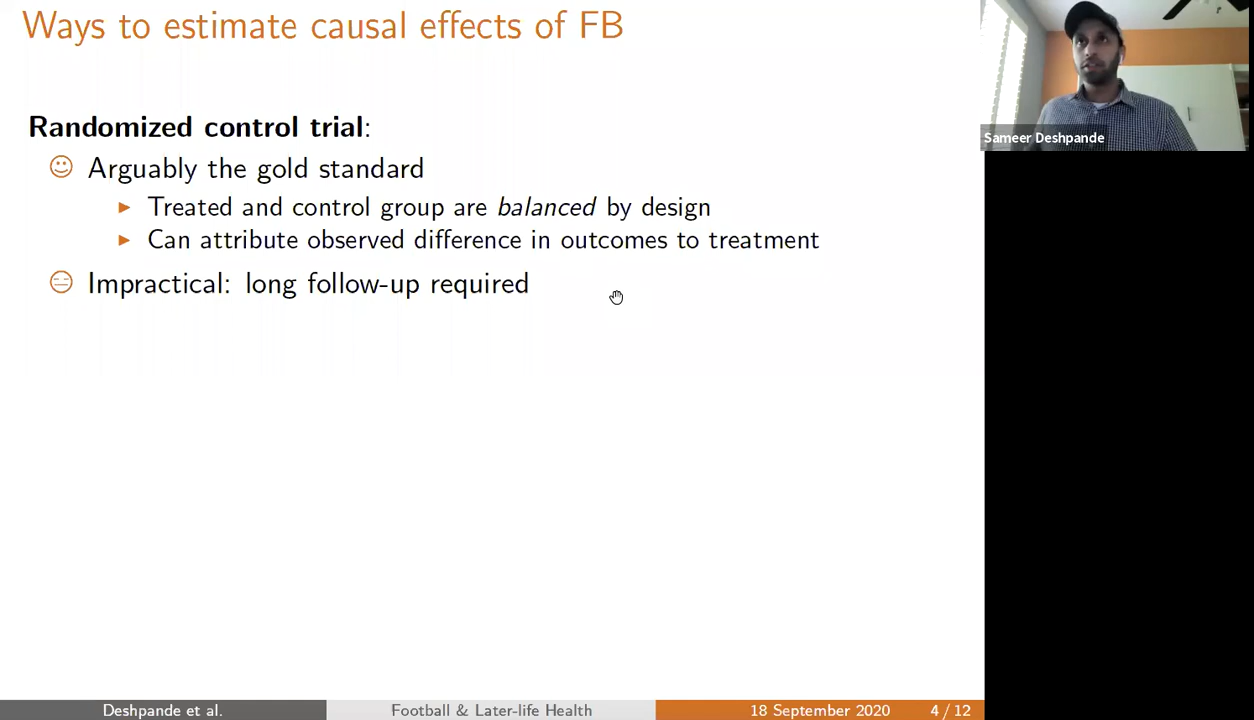 Ways to estimate causal effects of FB
Sameer Deshpande
Randomized control trial:
Arguably the gold standard
Treated and control group are balanced by design
Can attribute observed difference in outcomes to treatment
Impractical: long follow-up required
Deshpande et al.
Football & Later-life Health
18 September 2020
4 / 12